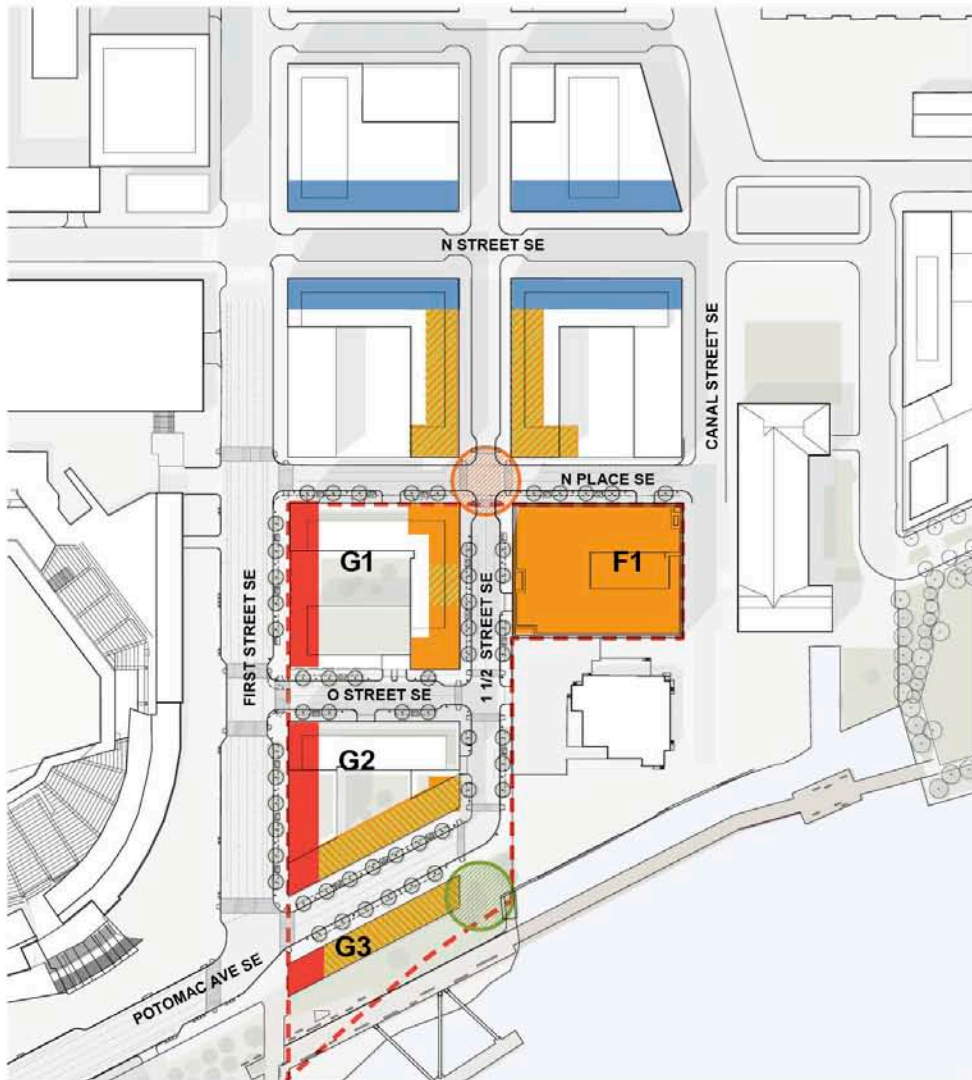 N STREET SE
CANAL STREET SE
N PLACE SE
G1
F1
FIRST STREET SE
1 1/2 STREET SE
O STREET SE
G2
G3
POTOMAC AVE SE